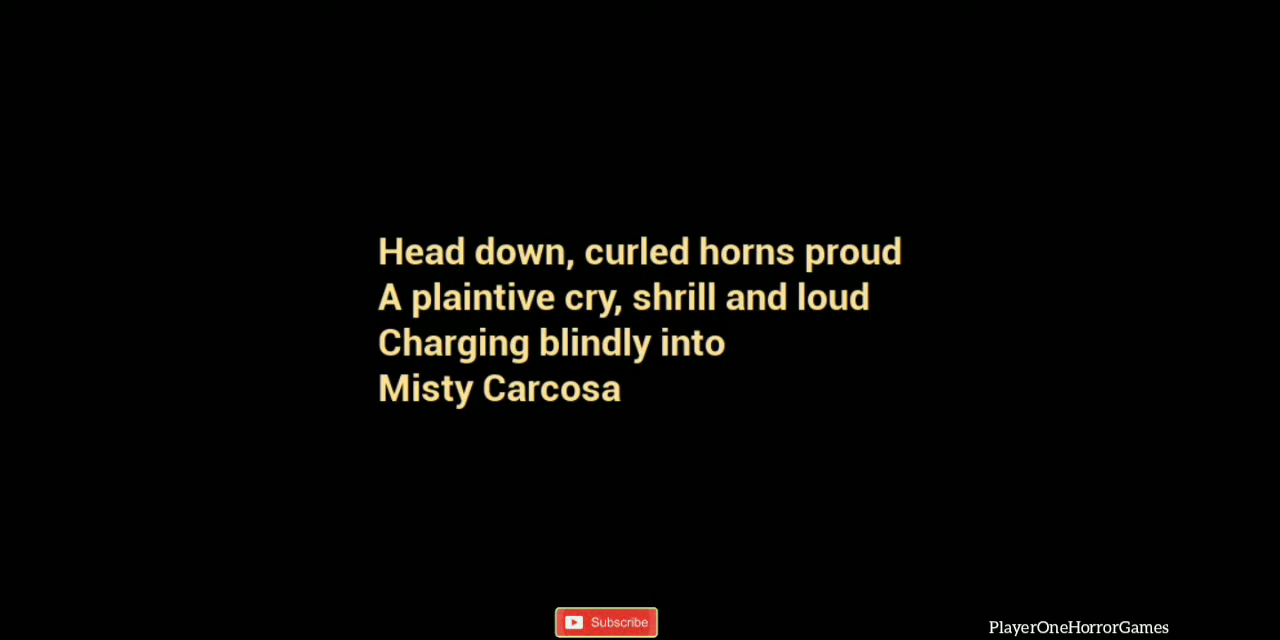 Head down, curled horns proud
A plaintive cry, shrill and loud
Charging blindly into
Misty Carcosa
Subscribe
PlayerOneHorrorGames